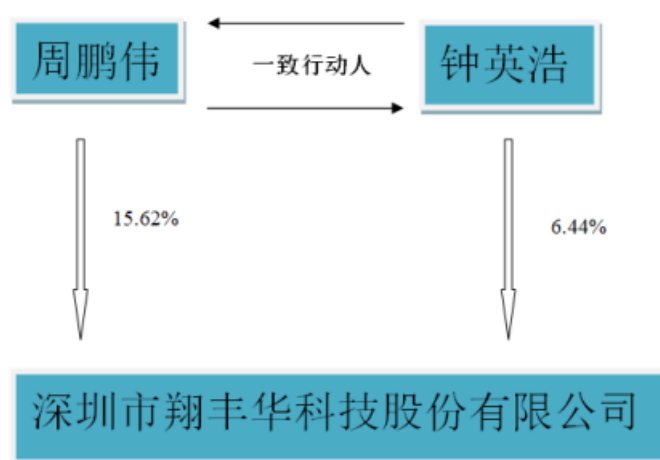 周鹏伟
一致行动人
钟英浩
15.62%
6.44%
深圳市翔丰华科技股份有限公司